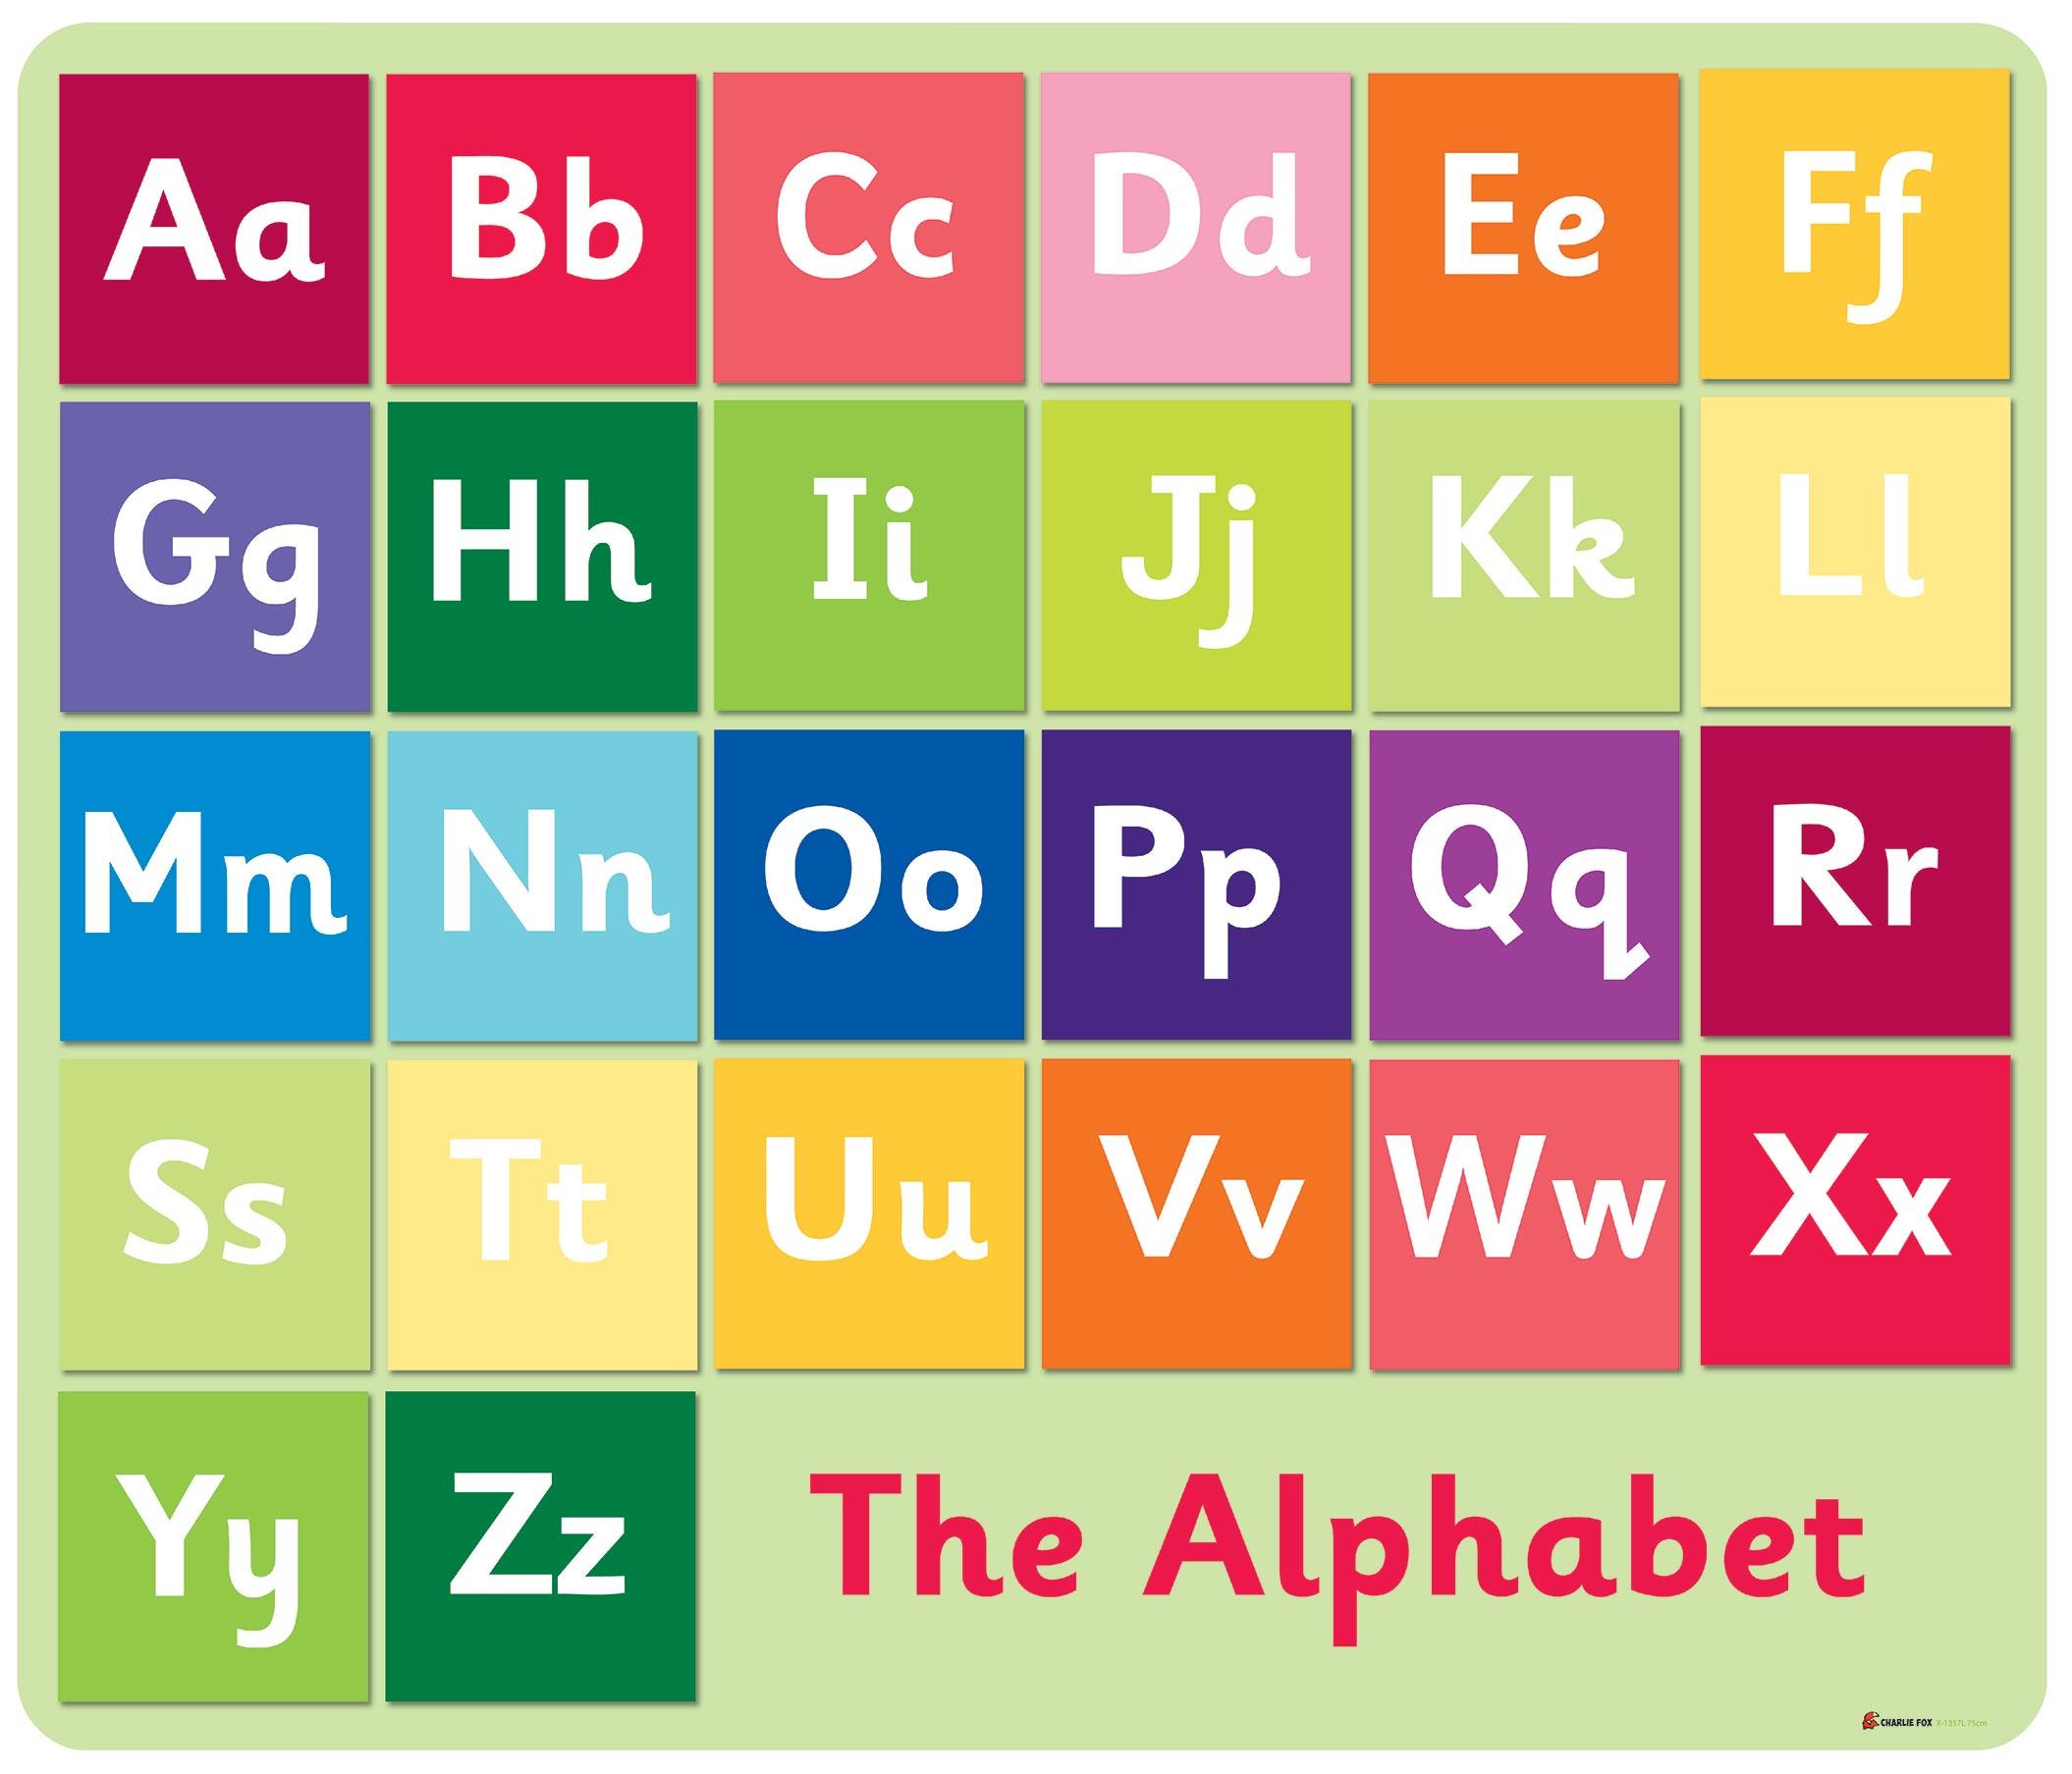 Aa Bb Cc Dd Ee Ff
Gg Hh Ii Jj Kk Ll
Mm Nn Oo Pp Qq Rr
Ss Tt Uu Vv Ww Xx
Yy Zz The Alphabet
CHARLIE FOX X-1357L 75cm